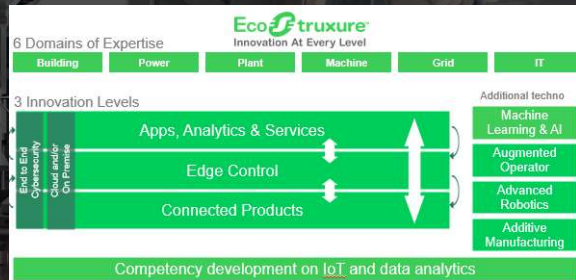 EcoStruxure
Innovation At Every Level
6 Domains of Expertise
Building Power Plant Machine Grid IT
3 Innovation Levels
Additional techno
End to End
Cybersecurity
Cloud and/or
On Premise
Apps, Analytics & Services
Edge Control
Connected Products
Machine
Learning & AI
Augmented
Operator
Advanced
Robotics
Additive
Manufacturing
Competency development on IoT and data analytics